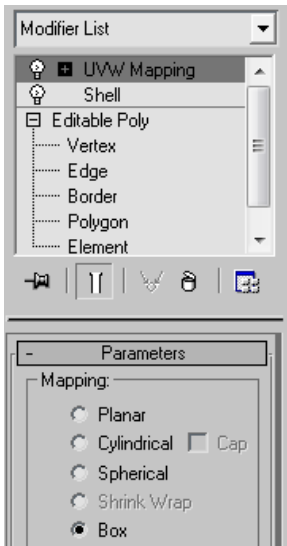 Modifier List
UVW Mapping
Shell
Editable Poly
Vertex
Edge
Border
Polygon
Element
- Parameters
Mapping:
Planar
Cylindrical Cap
Spherical
Shrink Wrap
Box